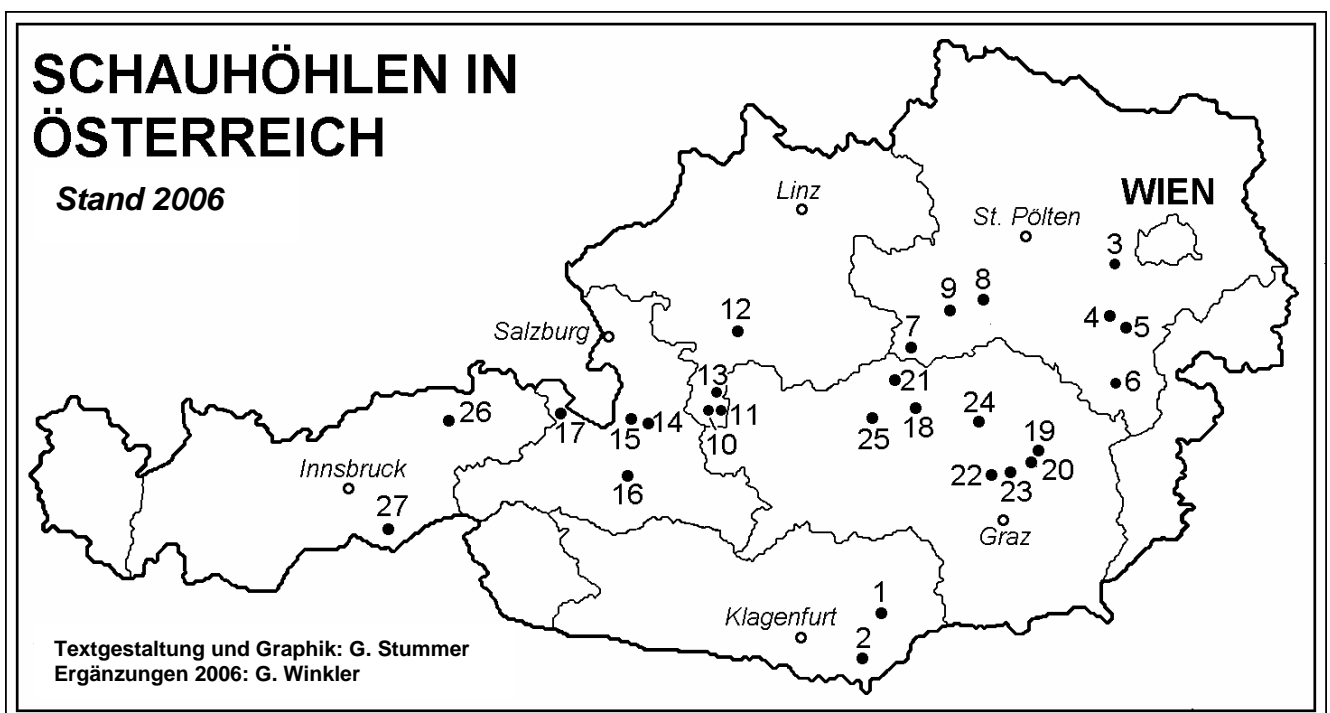 SCHAUHÖHLEN IN
ÖSTERREICH
Stand 2006
Linz
WIEN
St. Pölten
3
8
9
12
4
5
Salzburg
7
13
6
21
26
17
15
14
10
11
25
18
24
19
Innsbruck
16
22
23
20
27
Graz
1
Klagenfurt
2
Textgestaltung und Graphik: G. Stummer
Ergänzungen 2006: G. Winkler